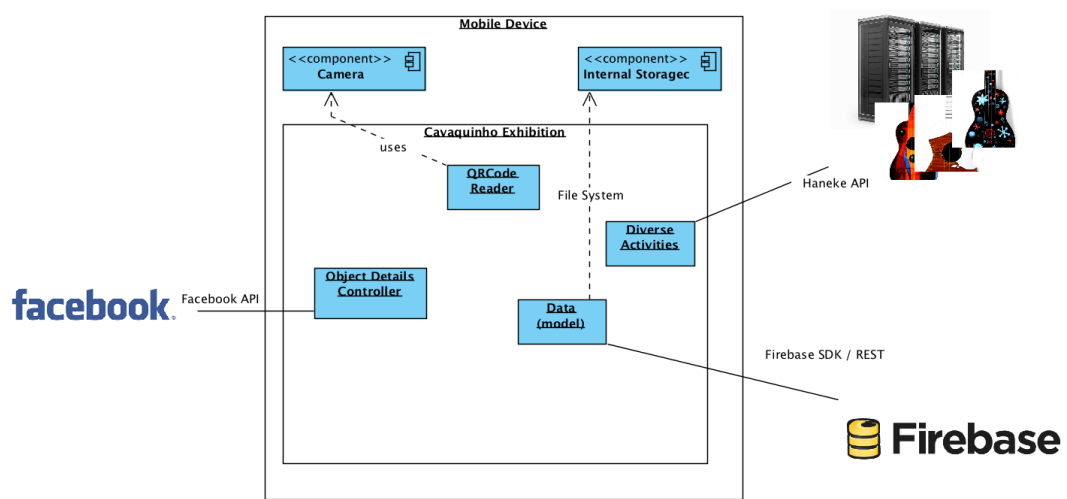 Mobile Device
<<component>>
Camera
<<component>>
Internal Storagec
Cavaquinho Exhibition
uses
QRCode
Reader
File System
Haneke API
Diverse
Activities
Object Details
Controller
facebook.
Facebook API
Data
(model)
Firebase SDK / REST
Firebase